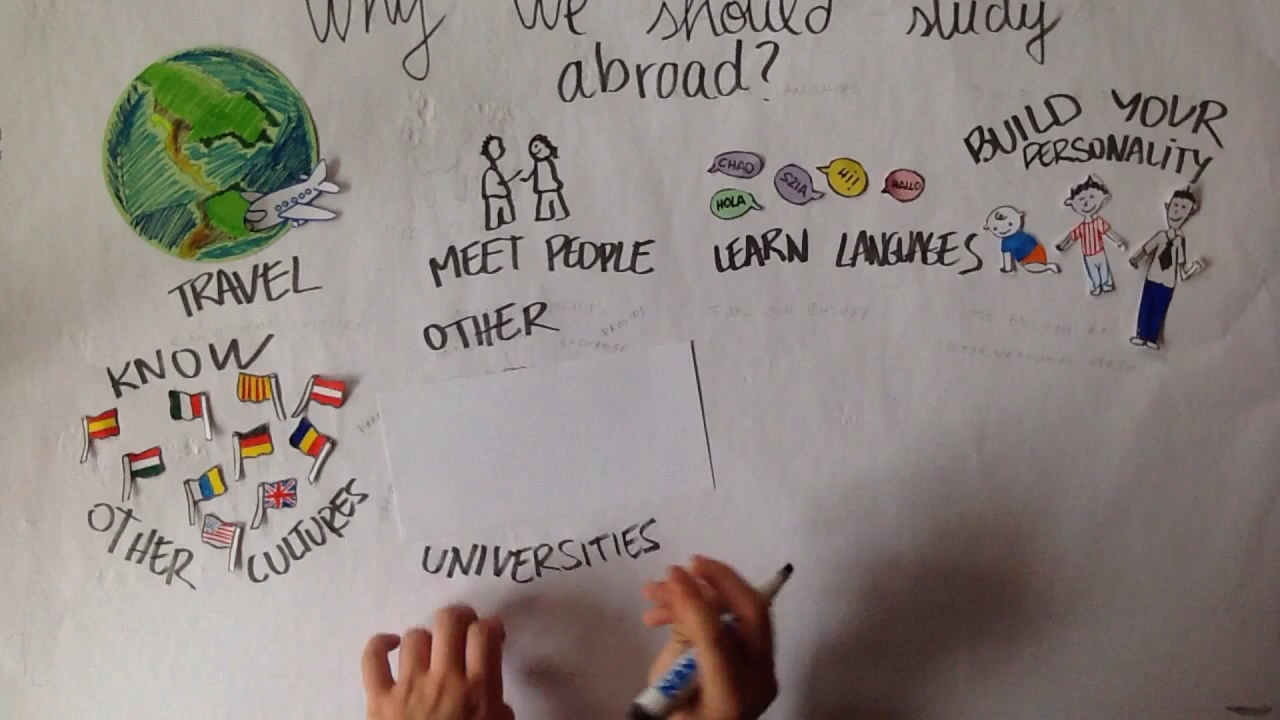 Why We should study
abroad?
BUILD YOUR
PERSONALITY
CHAO
SZIA
HI!
HALLO
HOLA
TRAVEL
MEET PEOPLE
LEARN LANGUAGES
KNOW
OTHER
CULTURES
OTHER
UNIVERSITIES